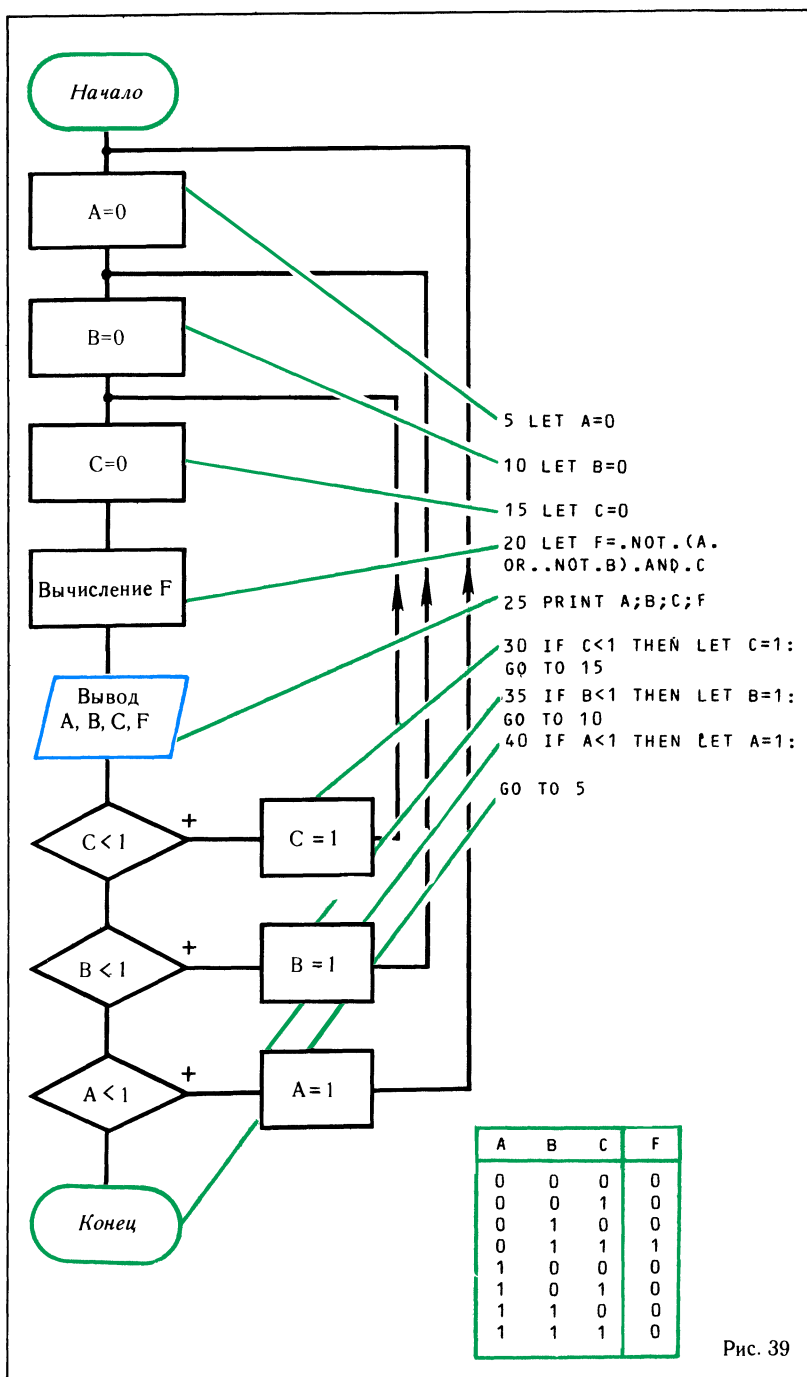 Начало
A=0
B=0
C=0
Вычисление F
Вывод
A, B, C, F
C < 1
+
C = 1
B < 1
+
B = 1
A < 1
+
A = 1
Конец
5 LET A=0
10 LET B=0
15 LET C=0
20 LET F=.NOT.(A.
OR..NOT.B).AND.C
25 PRINT A;B;C;F
30 IF C<1 THEN LET C=1:
GO TO 15
35 IF B<1 THEN LET B=1:
GO TO 10
40 IF A<1 THEN LET A=1:
GO TO 5
A B C F
0 0 0 0
0 0 1 0
0 1 0 0
0 1 1 1
1 0 0 0
1 0 1 0
1 1 0 0
1 1 1 0
Рис. 39